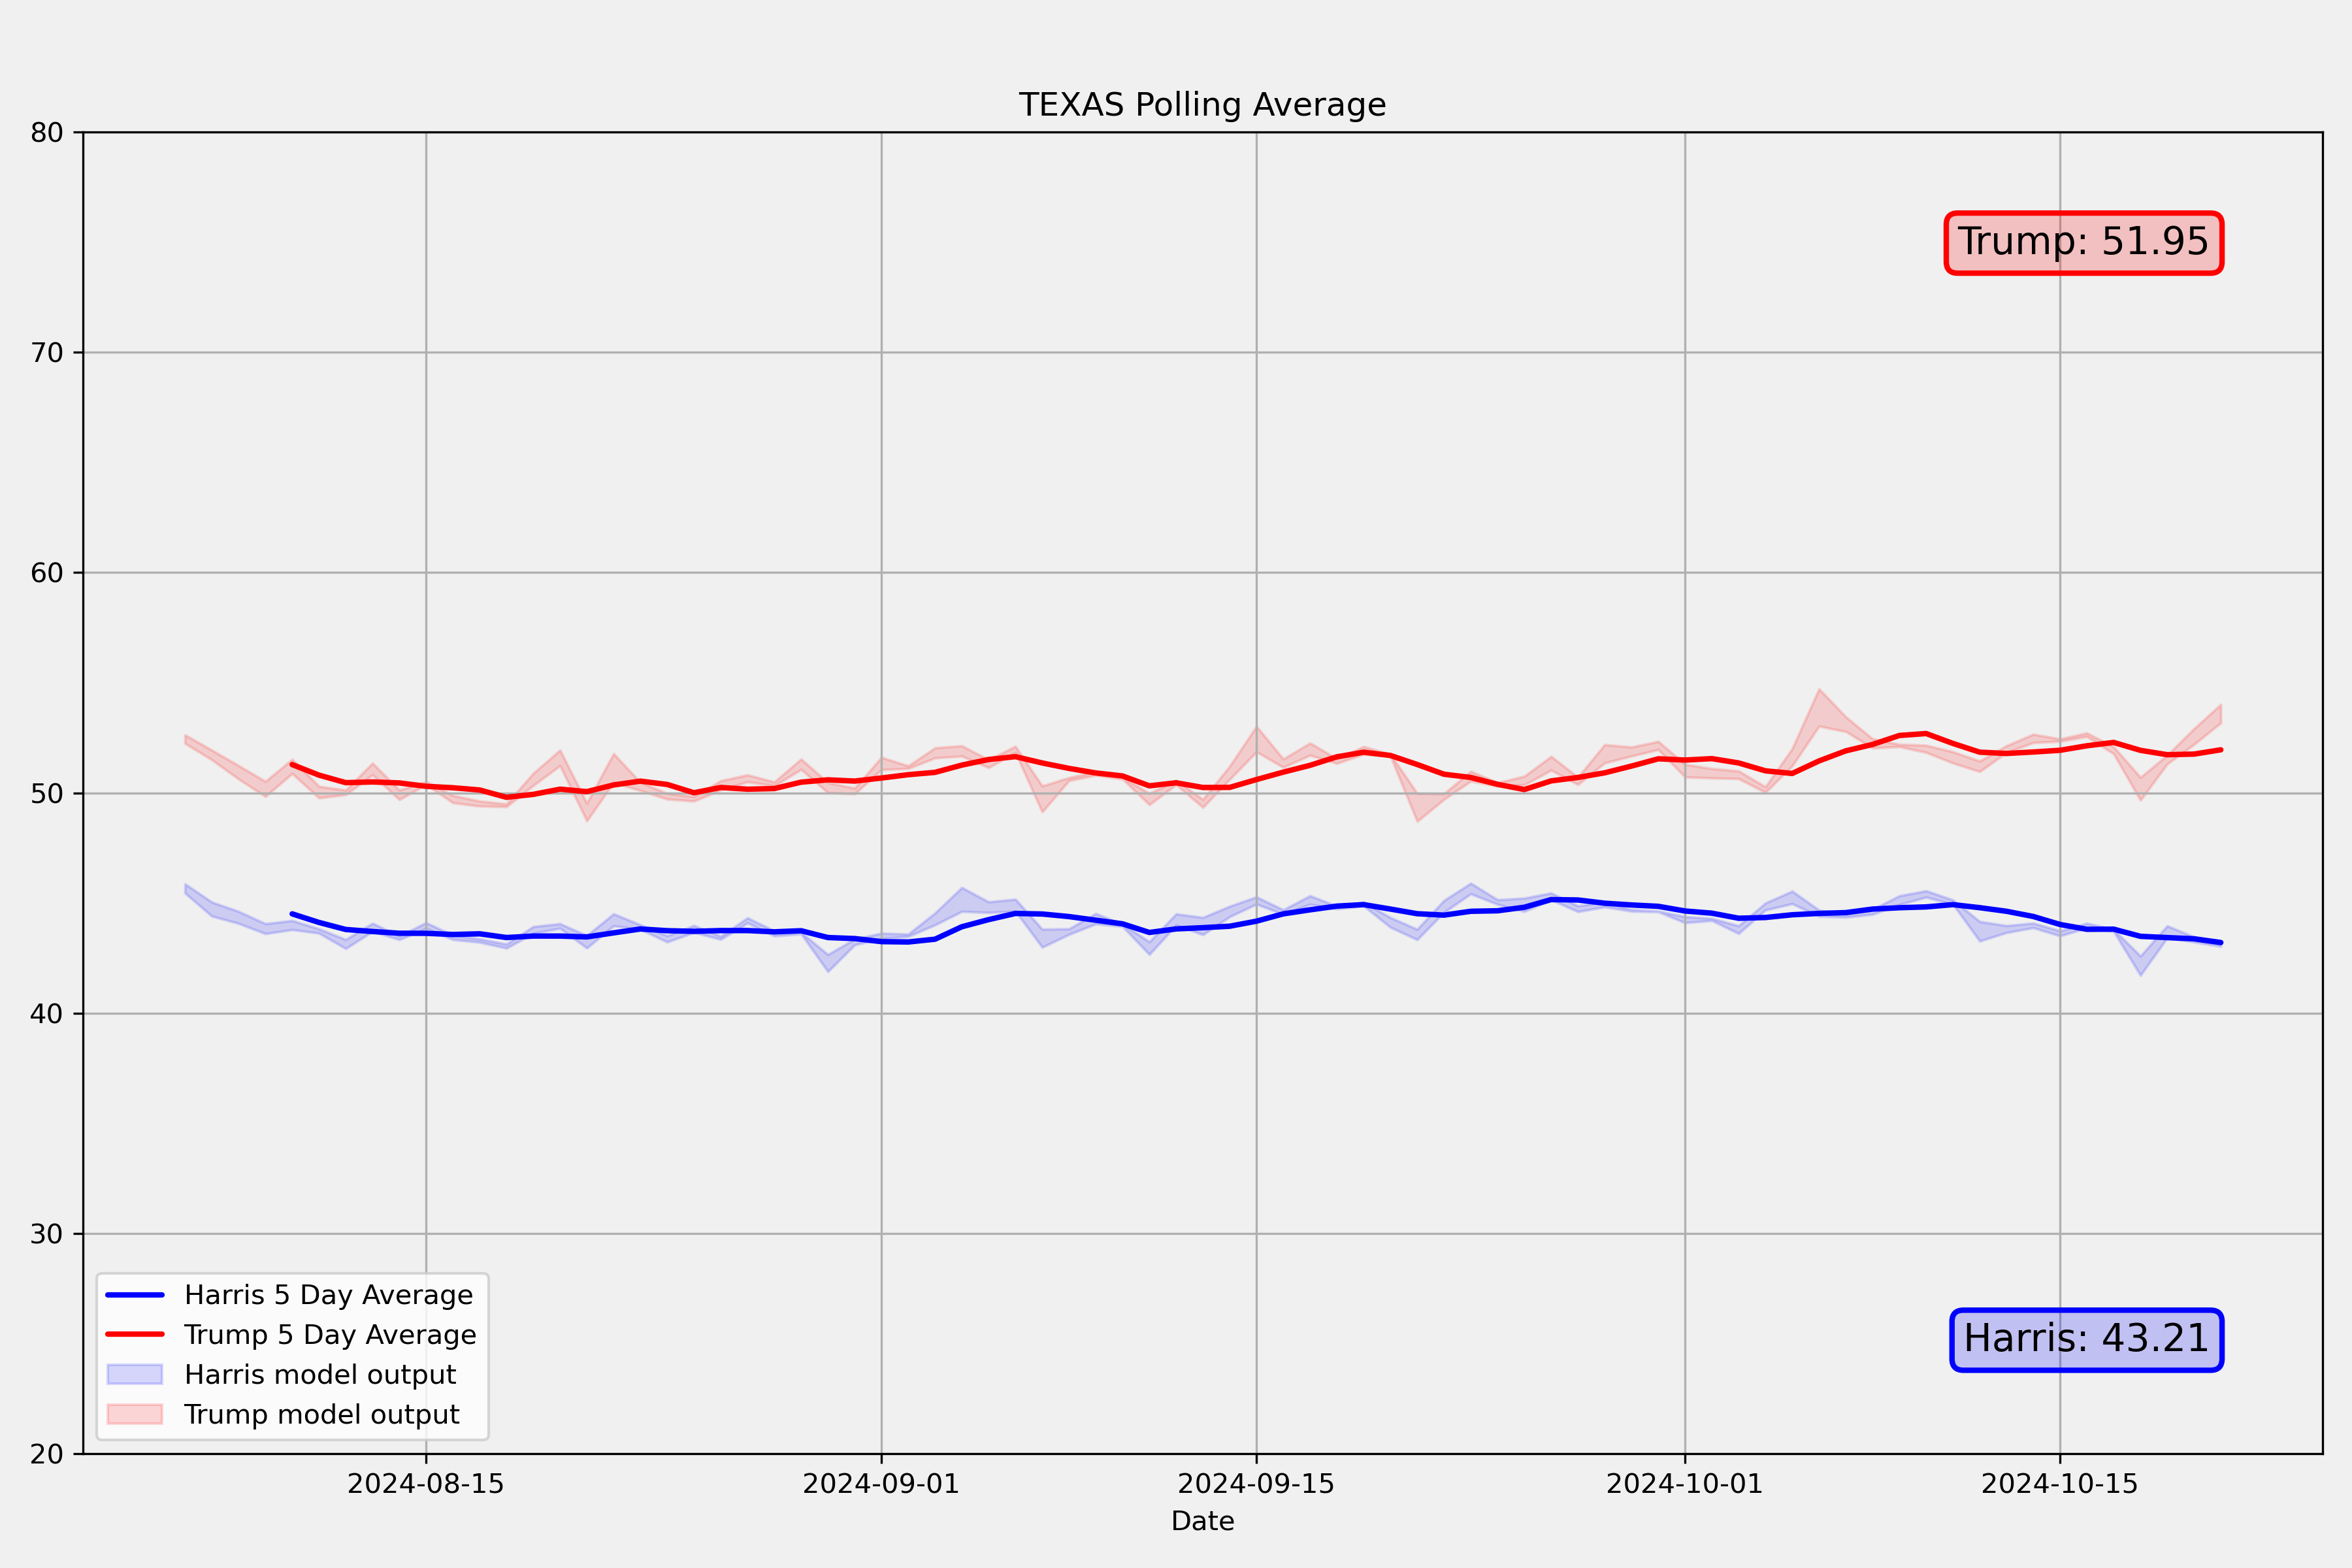 TEXAS Polling Average
80
70
60
50
40
30
20
Trump: 51.95
Harris: 43.21
Harris 5 Day Average
Trump 5 Day Average
Harris model output
Trump model output
2024-08-15
2024-09-01
2024-09-15
2024-10-01
2024-10-15
Date